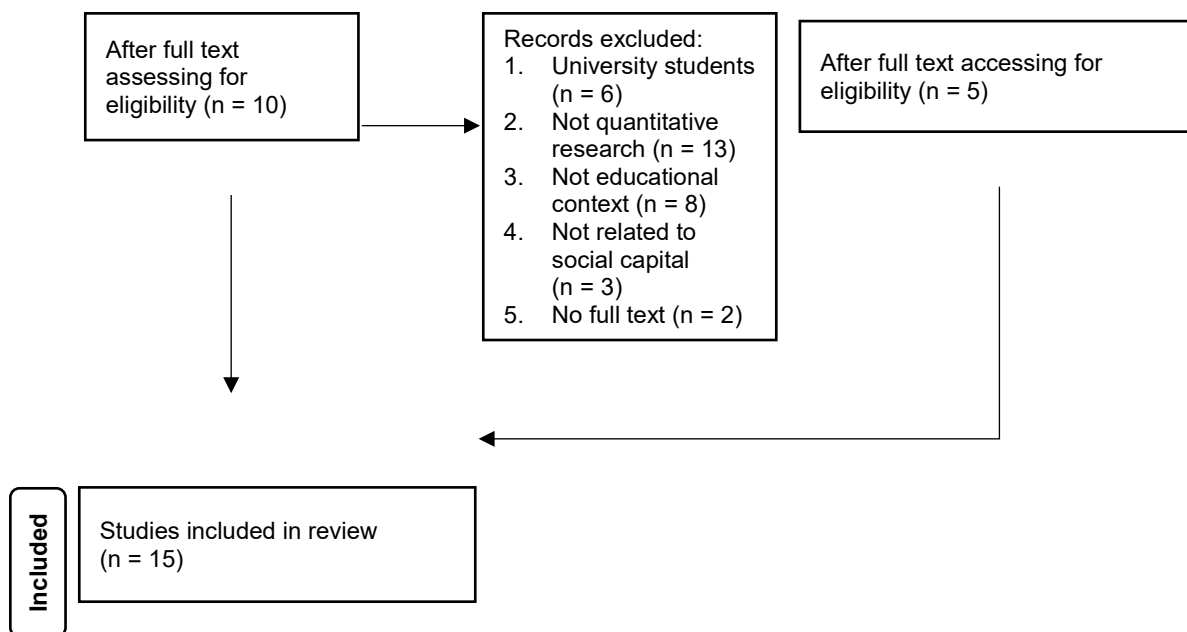 After full text
assessing for
eligibility (n = 10)
Records excluded:
1. University students
(n = 6)
2. Not quantitative
research (n = 13)
3. Not educational
context (n = 8)
4. Not related to
social capital
(n = 3)
5. No full text (n = 2)
After full text accessing for
eligibility (n = 5)
Included
Studies included in review
(n = 15)